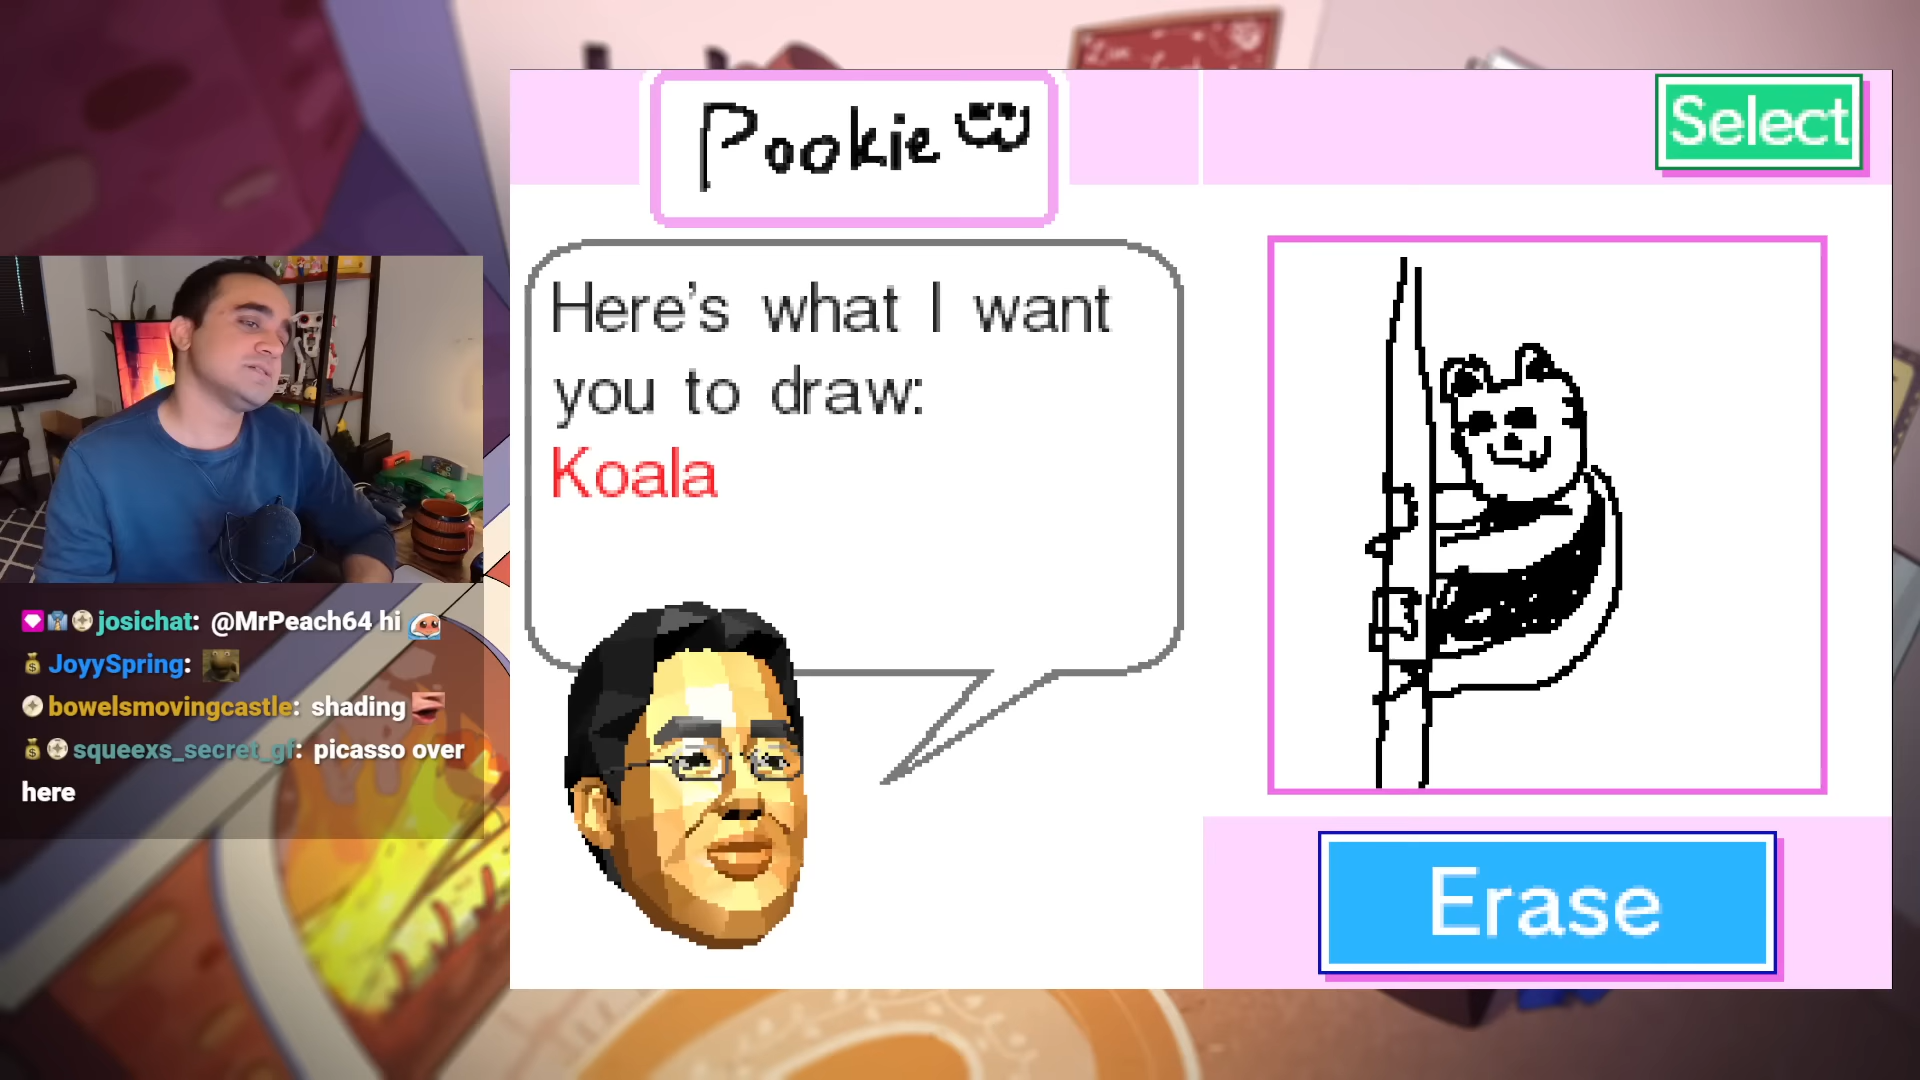 Pookie
Select
Here's what I want
you to draw:
Koala
Erase
josichat: @MrPeach64 hi
JoyySpring:
bowelsmovingcastle: shading
squeexs_secret_gf: picasso over
here